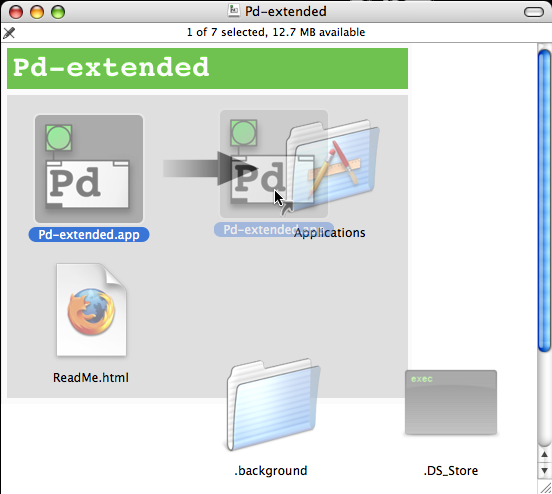 Pd-extended
1 of 7 selected, 12.7 MB available
Pd-extended
Pd
Pd
Pd-extended.app
Pd-extended.app
Applications
ReadMe.html
exec
.background
.DS_Store